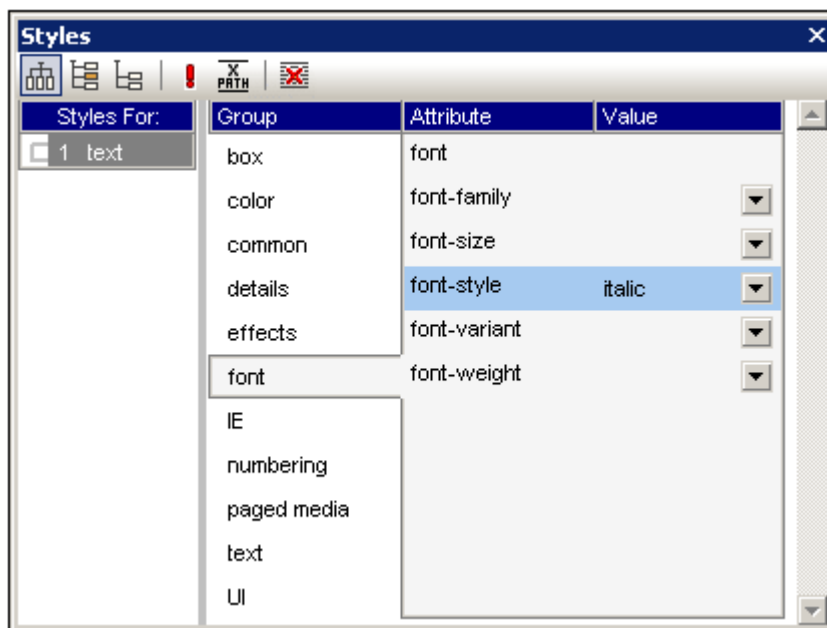 Styles
X
PATH
Styles For: Group Attribute Value
1 text
box font
color font-family
common font-size
details font-style italic
effects font-variant
font font-weight
IE
numbering
paged media
text
UI